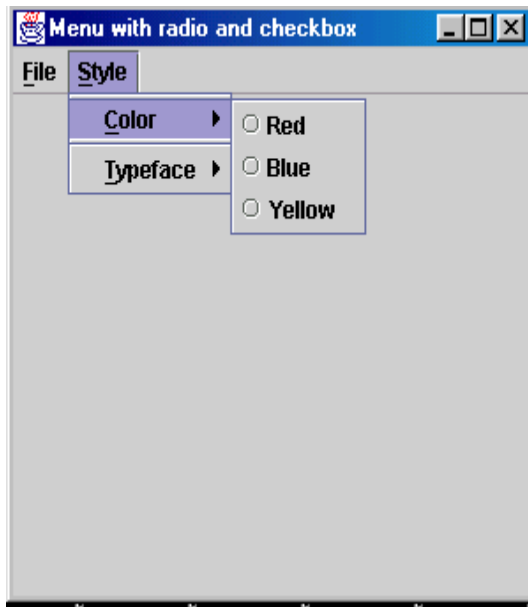 Menu with radio and checkbox
File Style
Color
Typeface
Red
Blue
Yellow